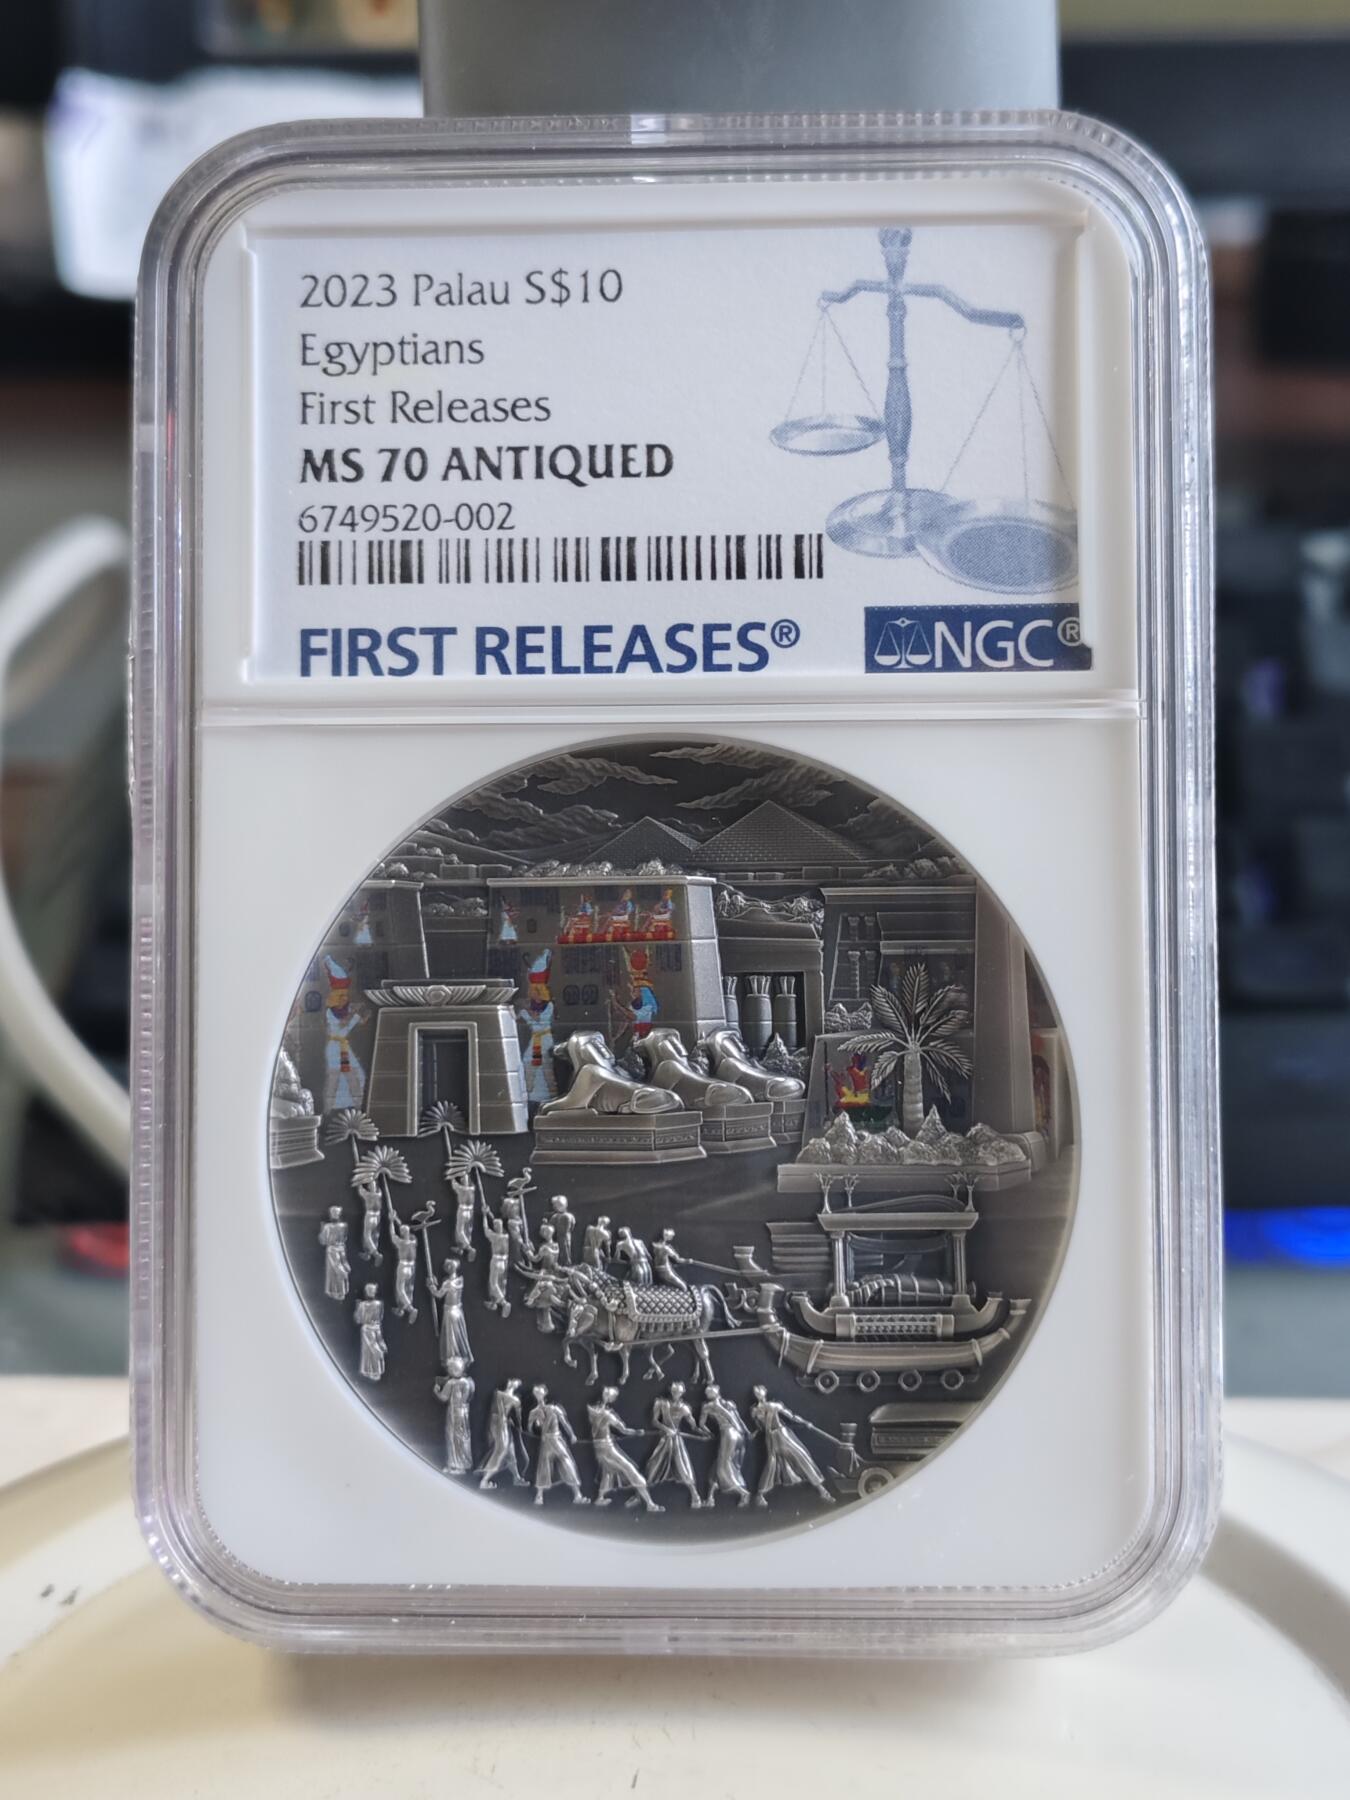 2023 Palau S$10
Egyptians
First Releases
MS 70 ANTIQUED
6749520-002
FIRST RELEASES®
NGC®